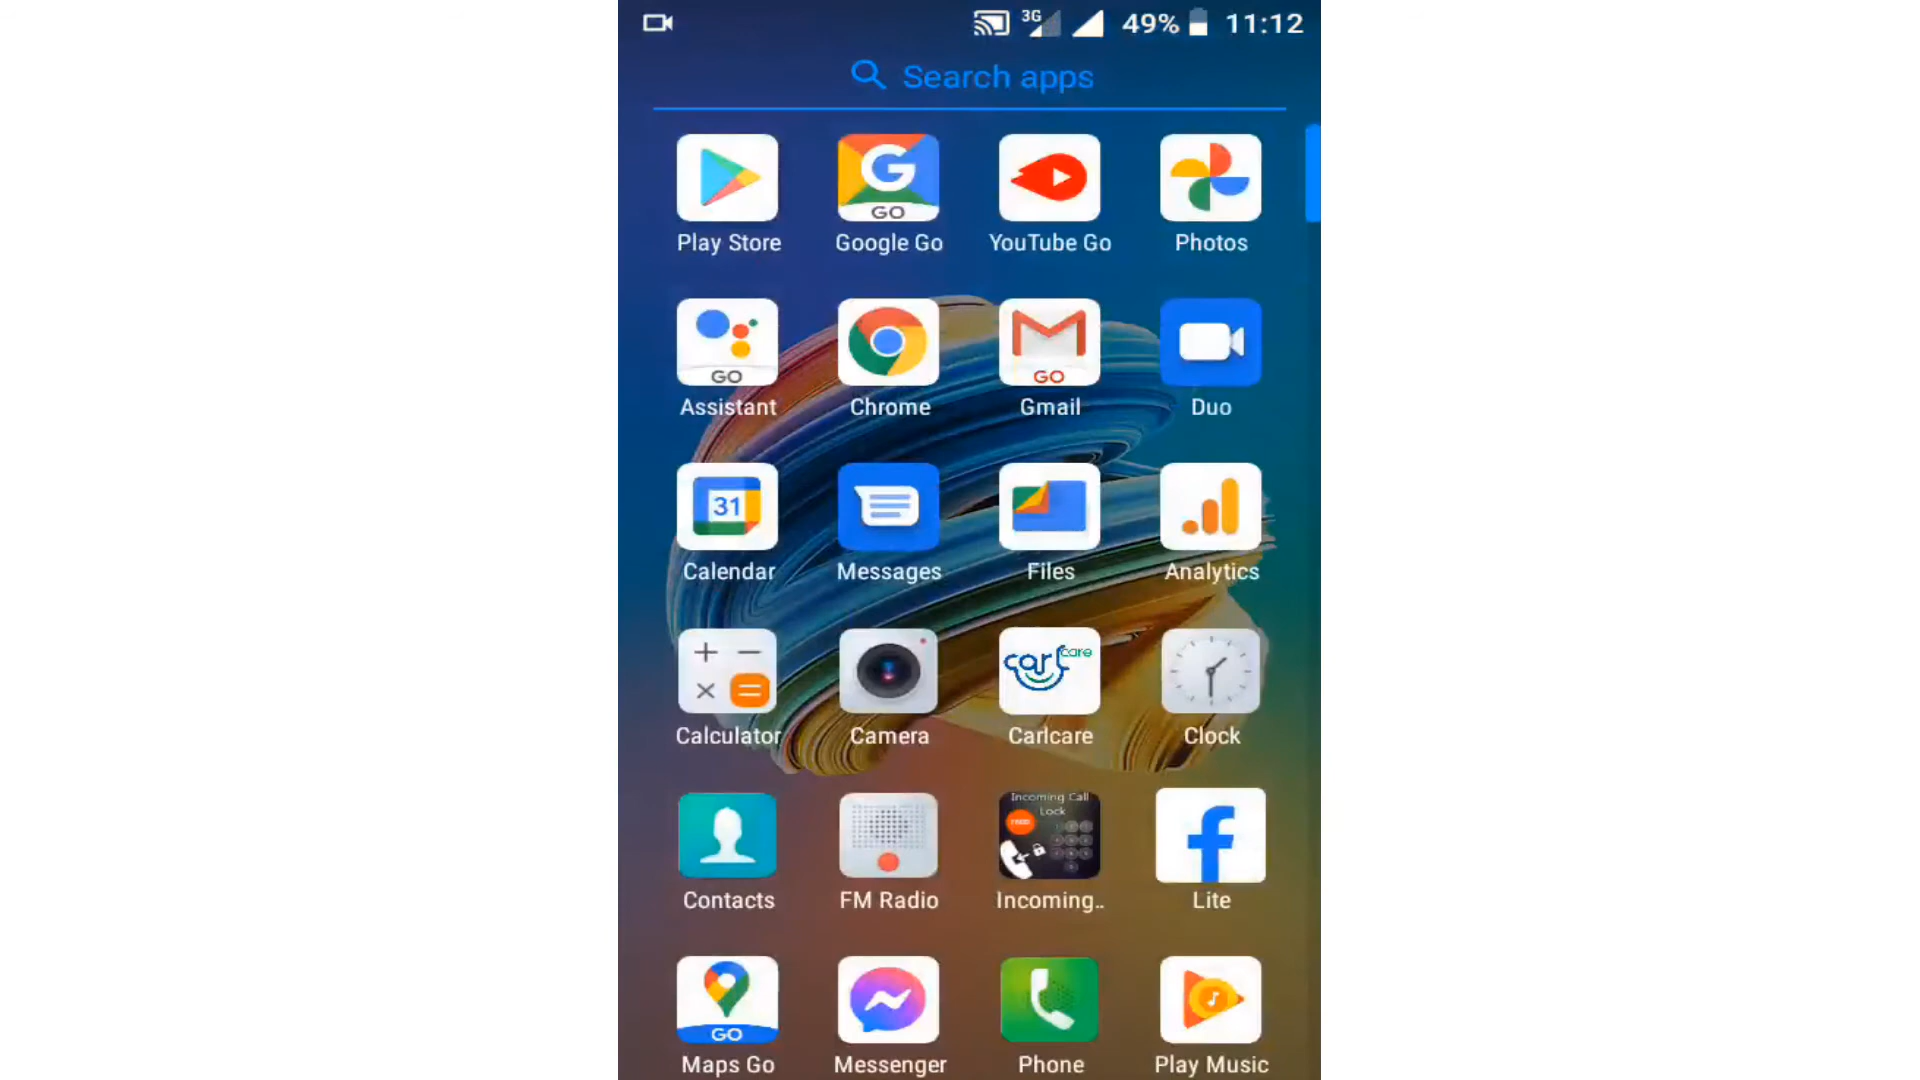 3G 49% 11:12
Search apps
GO
Play Store Google Go YouTube Go Photos
GO GO
Assistant Chrome Gmail Duo
31
Calendar Messages Files Analytics
carlcare
Calculator Camera Carlcare Clock
Incoming Call
Lock
Contacts FM Radio Incoming.. Lite
GO
Maps Go Messenger Phone Play Music